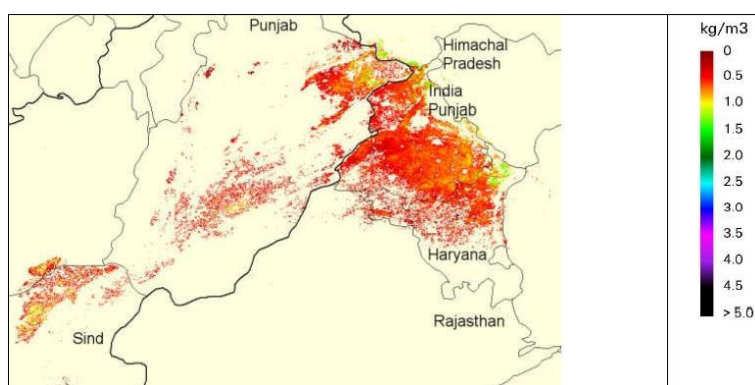 Punjab
Himachal
Pradesh
India
Punjab
Haryana
Rajasthan
Sind
kg/m3
0
0.5
1.0
1.5
2.0
2.5
3.0
3.5
4.0
4.5
> 5.0